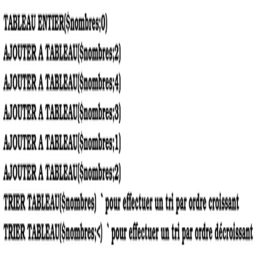 TABLEAU ENTIER($nombres;0)
AJOUTER A TABLEAU($nombres;2)
AJOUTER A TABLEAU($nombres;4)
AJOUTER A TABLEAU($nombres;3)
AJOUTER A TABLEAU($nombres;1)
AJOUTER A TABLEAU($nombres;2)
TRIER TABLEAU($nombres) `pour effectuer un tri par ordre croissant
TRIER TABLEAU($nombres;<) `pour effectuer un tri par ordre décroissant